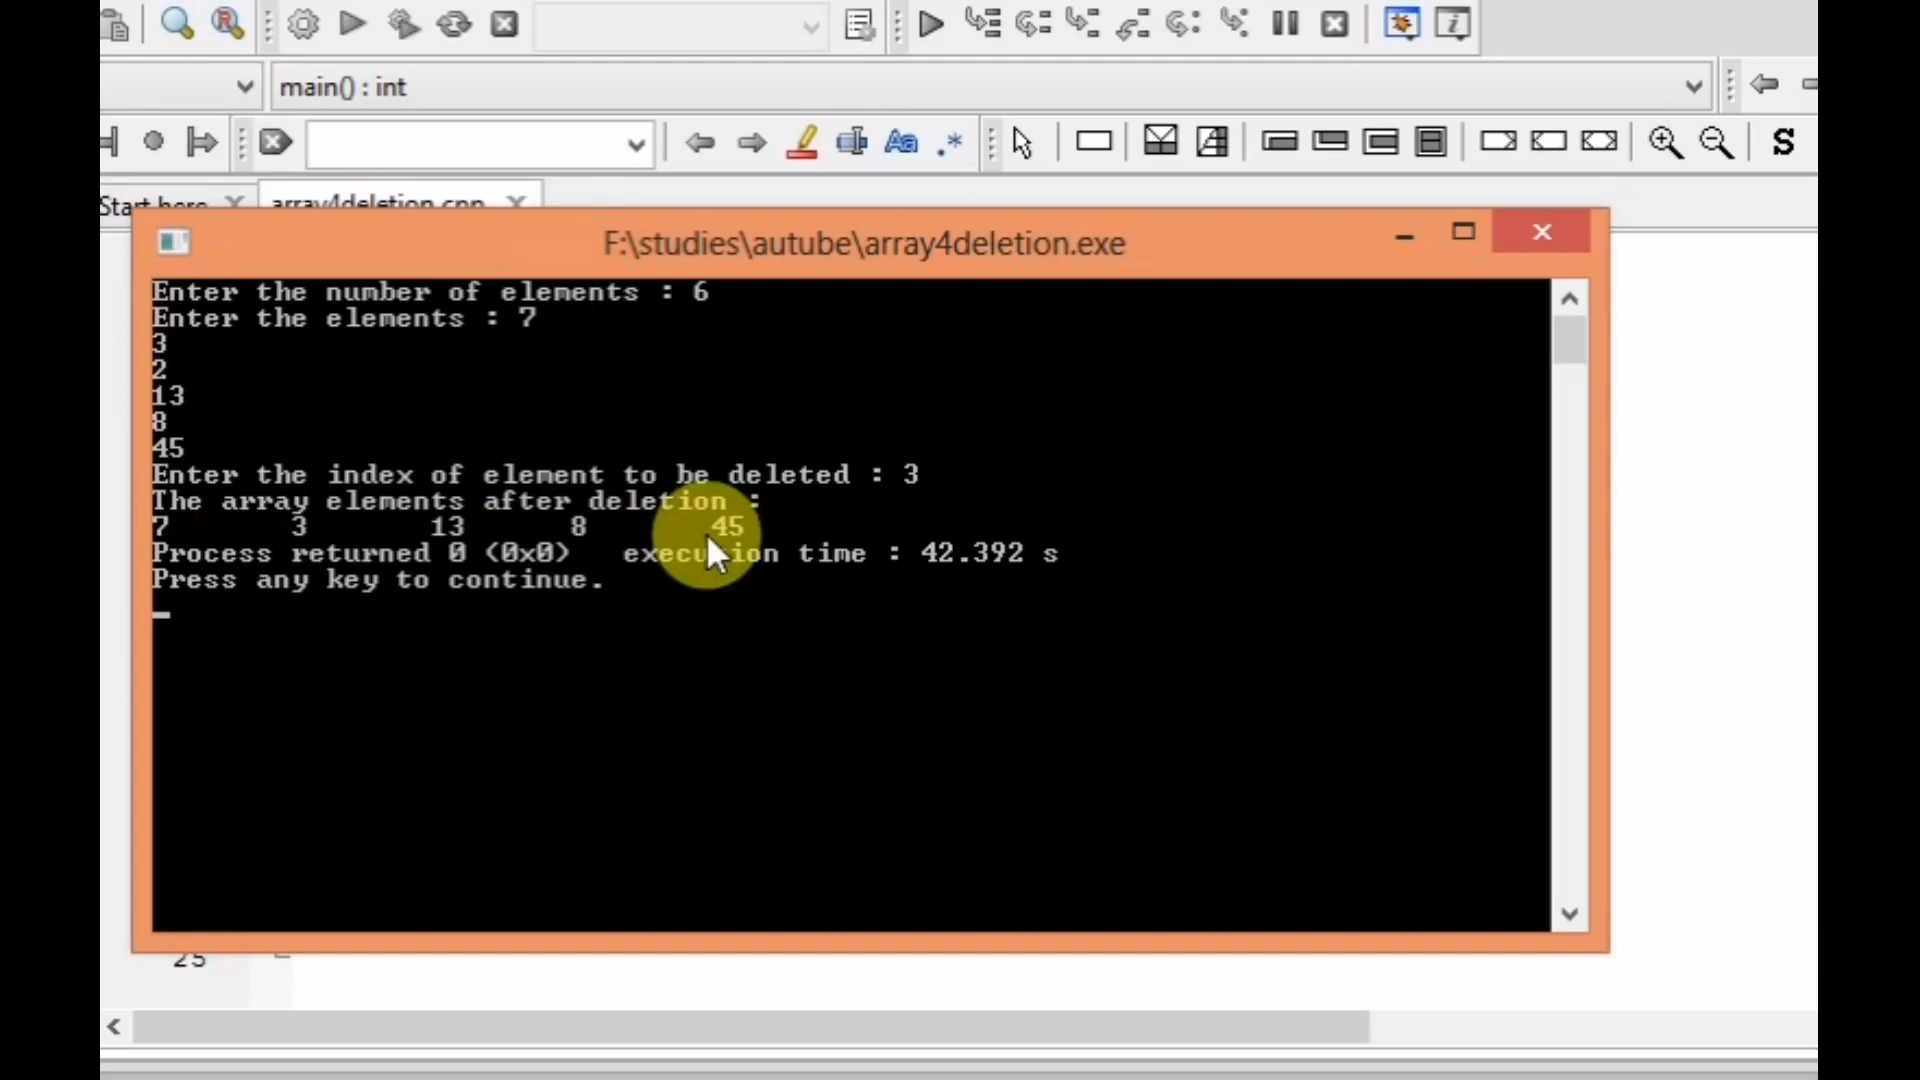 main() : int
S
Start here
array4deletion.cpp
F:\studies\autube\array4deletion.exe
Enter the number of elements : 6
Enter the elements : 7
3
2
13
8
45
Enter the index of element to be deleted : 3
The array elements after deletion :
7 3 13 8 45
Process returned 0 (0x0) execution time : 42.392 s
Press any key to continue.
25